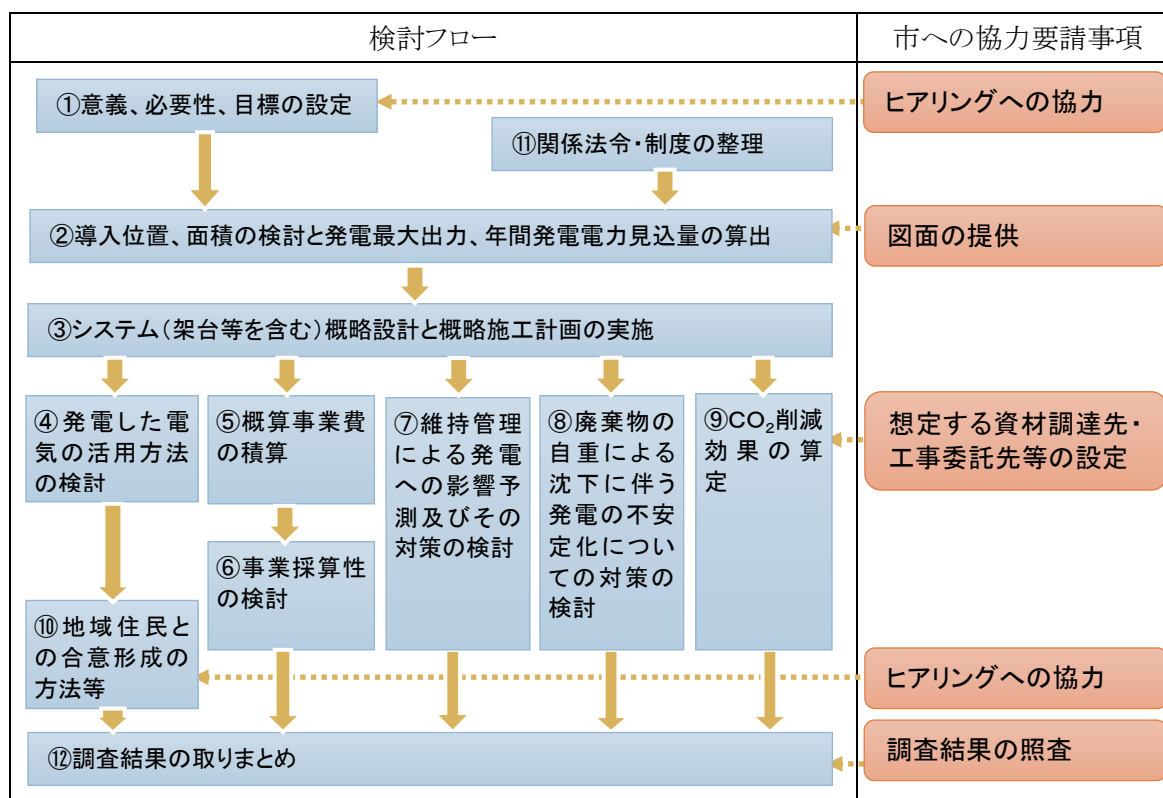 検討フロー
市への協力要請事項
①意義、必要性、目標の設定
ヒアリングへの協力
⑪関係法令・制度の整理
②導入位置、面積の検討と発電最大出力、年間発電電力見込量の算出
図面の提供
③システム（架台等を含む）概略設計と概略施工計画の実施
④発電した電
気の活用方法
の検討
⑤概算事業費
の積算
⑥事業採算性
の検討
⑦維持管理
による発電
への影響予
測及びその
対策の検討
⑧廃棄物の
自重による
沈下に伴う
発電の不安
定化につい
ての対策の
検討
⑨CO₂削減
効果の算
定
想定する資材調達先・
工事委託先等の設定
⑩地域住民と
の合意形成の
方法等
ヒアリングへの協力
⑫調査結果の取りまとめ
調査結果の照査